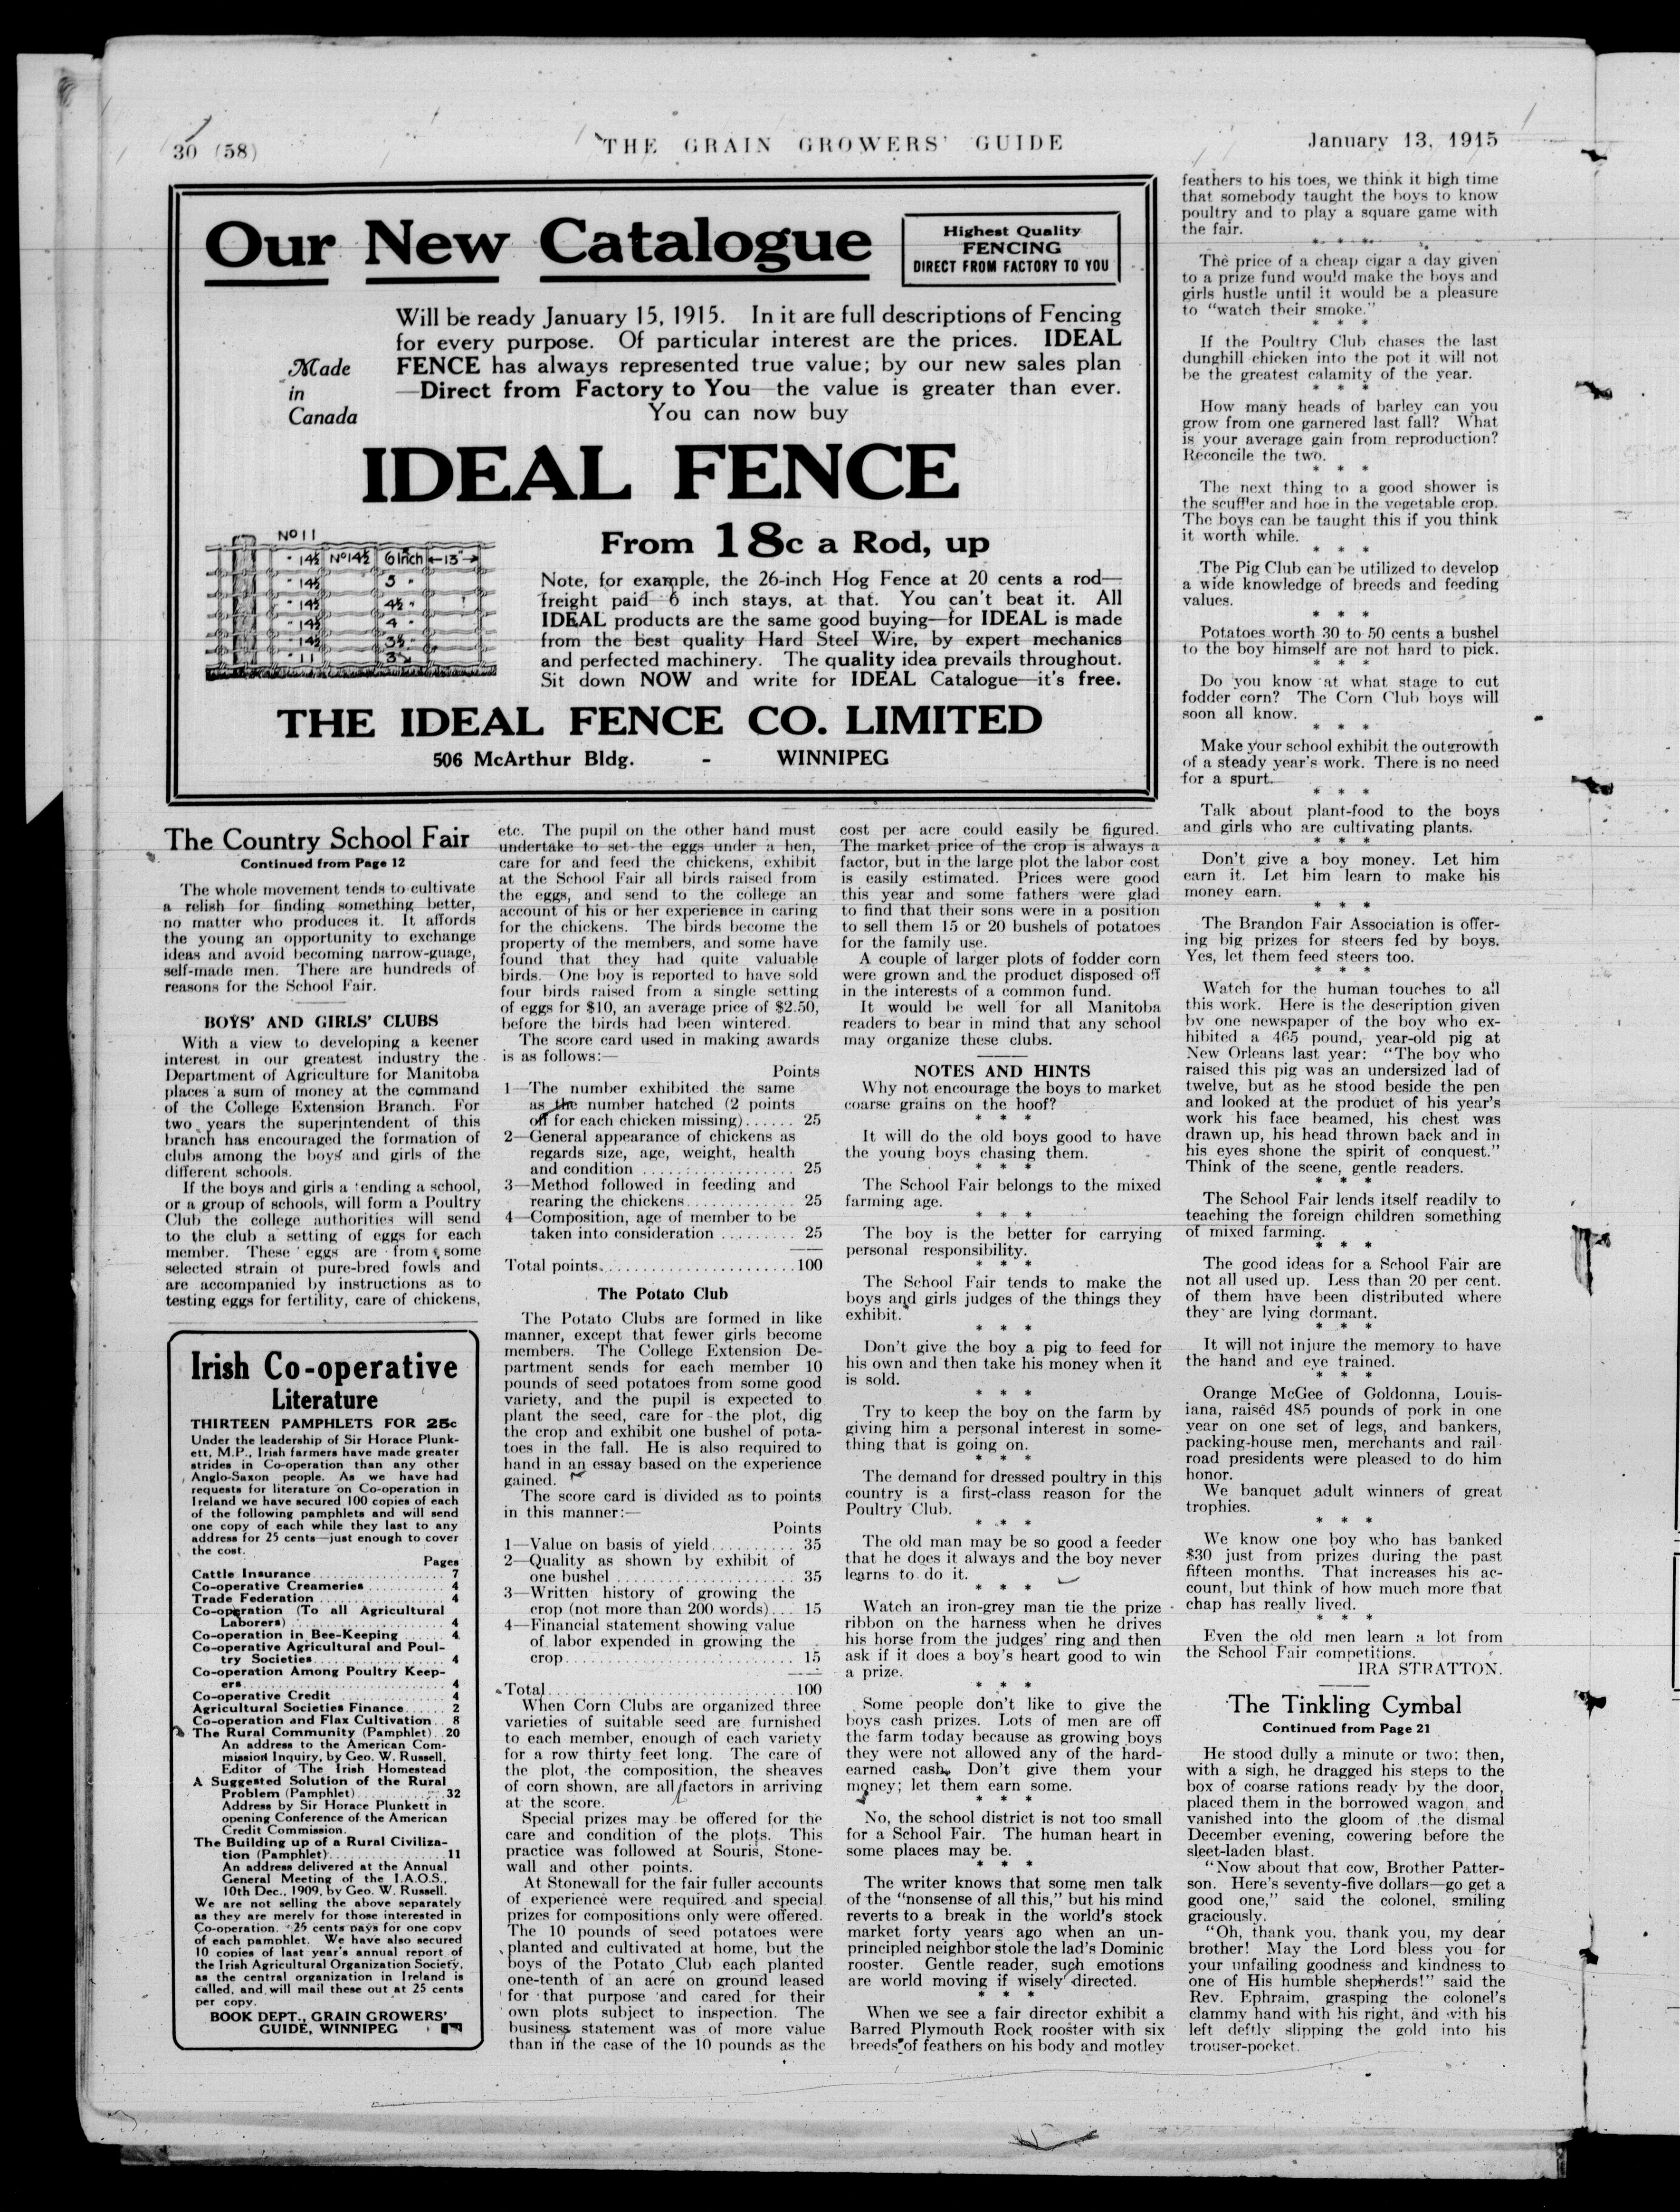 30 (58)
THE GRAIN GROWERS' GUIDE
January 13, 1915
Our New Catalogue
Highest Quality
FENCING
DIRECT FROM FACTORY TO YOU
Made
in
Canada
Will be ready January 15, 1915. In it are full descriptions of Fencing
for every purpose. Of particular interest are the prices. IDEAL
FENCE has always represented true value; by our new sales plan
—Direct from Factory to You—the value is greater than ever.
You can now buy
IDEAL FENCE
No 11
" 14½ No 14½ 6 Inch 13"
" 14½ 5 "
" 14½ 4½ "
" 14½ 4 "
" 14½ 3½ "
" 11 3"
From 18c a Rod, up
Note, for example, the 26-inch Hog Fence at 20 cents a rod—
freight paid—6 inch stays, at that. You can't beat it. All
IDEAL products are the same good buying—for IDEAL is made
from the best quality Hard Steel Wire, by expert mechanics
and perfected machinery. The quality idea prevails throughout.
Sit down NOW and write for IDEAL Catalogue—it's free.
THE IDEAL FENCE CO. LIMITED
506 McArthur Bldg. - WINNIPEG
The Country School Fair
Continued from Page 12
The whole movement tends to cultivate
a relish for finding something better,
no matter who produces it. It affords
the young an opportunity to exchange
ideas and avoid becoming narrow-guage,
self-made men. There are hundreds of
reasons for the School Fair.
BOYS' AND GIRLS' CLUBS
With a view to developing a keener
interest in our greatest industry the
Department of Agriculture for Manitoba
places a sum of money at the command
of the College Extension Branch. For
two years the superintendent of this
branch has encouraged the formation of
clubs among the boys and girls of the
different schools.
If the boys and girls a tending a school,
or a group of schools, will form a Poultry
Club the college authorities will send
to the club a setting of eggs for each
member. These eggs are from some
selected strain of pure-bred fowls and
are accompanied by instructions as to
testing eggs for fertility, care of chickens,
Irish Co-operative
Literature
THIRTEEN PAMPHLETS FOR 25c
Under the leadership of Sir Horace Plunk-
ett, M.P., Irish farmers have made greater
strides in Co-operation than any other
Anglo-Saxon people. As we have had
requests for literature on Co-operation in
Ireland we have secured 100 copies of each
of the following pamphlets and will send
one copy of each while they last to any
address for 25 cents—just enough to cover
the cost.
Pages
Cattle Insurance.................. 7
Co-operative Creameries........... 4
Trade Federation.................. 4
Co-operation (To all Agricultural
Laborers)......................... 4
Co-operation in Bee-Keeping....... 4
Co-operative Agricultural and Poul-
try Societies..................... 4
Co-operation Among Poultry Keep-
ers............................... 4
Co-operative Credit............... 4
Agricultural Societies Finance.... 2
Co-operation and Flax Cultivation.. 8
The Rural Community (Pamphlet)..20
An address to the American Com-
mission Inquiry, by Geo. W. Russell,
Editor of The Irish Homestead
A Suggested Solution of the Rural
Problem (Pamphlet)................32
Address by Sir Horace Plunkett in
opening Conference of the American
Credit Commission.
The Building up of a Rural Civiliza-
tion (Pamphlet)...................11
An address delivered at the Annual
General Meeting of the I.A.O.S.,
10th Dec., 1909, by Geo. W. Russell.
We are not selling the above separately
as they are merely for those interested in
Co-operation. 25 cents pays for one copy
of each pamphlet. We have also secured
10 copies of last year's annual report of
the Irish Agricultural Organization Society,
as the central organization in Ireland is
called, and will mail these out at 25 cents
per copy.
BOOK DEPT., GRAIN GROWERS'
GUIDE, WINNIPEG
etc. The pupil on the other hand must
undertake to set the eggs under a hen,
care for and feed the chickens, exhibit
at the School Fair all birds raised from
the eggs, and send to the college an
account of his or her experience in caring
for the chickens. The birds become the
property of the members, and some have
found that they had quite valuable
birds. One boy is reported to have sold
four birds raised from a single setting
of eggs for $10, an average price of $2.50,
before the birds had been wintered.
The score card used in making awards
is as follows:—
Points
1—The number exhibited the same
as the number hatched (2 points
off for each chicken missing)...... 25
2—General appearance of chickens as
regards size, age, weight, health
and condition.................. 25
3—Method followed in feeding and
rearing the chickens............. 25
4—Composition, age of member to be
taken into consideration......... 25
Total points......................100
The Potato Club
The Potato Clubs are formed in like
manner, except that fewer girls become
members. The College Extension De-
partment sends for each member 10
pounds of seed potatoes from some good
variety, and the pupil is expected to
plant the seed, care for the plot, dig
the crop and exhibit one bushel of pota-
toes in the fall. He is also required to
hand in an essay based on the experience
gained.
The score card is divided as to points
in this manner:—
Points
1—Value on basis of yield.......... 35
2—Quality as shown by exhibit of
one bushel..................... 35
3—Written history of growing the
crop (not more than 200 words)... 15
4—Financial statement showing value
of labor expended in growing the
crop........................... 15
Total...........................100
When Corn Clubs are organized three
varieties of suitable seed are furnished
to each member, enough of each variety
for a row thirty feet long. The care of
the plot, the composition, the sheaves
of corn shown, are all factors in arriving
at the score.
Special prizes may be offered for the
care and condition of the plots. This
practice was followed at Souris, Stone-
wall and other points.
At Stonewall for the fair fuller accounts
of experience were required and special
prizes for compositions only were offered.
The 10 pounds of seed potatoes were
planted and cultivated at home, but the
boys of the Potato Club each planted
one-tenth of an acre on ground leased
for that purpose and cared for their
own plots subject to inspection. The
business statement was of more value
than in the case of the 10 pounds as the
cost per acre could easily be figured.
The market price of the crop is always a
factor, but in the large plot the labor cost
is easily estimated. Prices were good
this year and some fathers were glad
to find that their sons were in a position
to sell them 15 or 20 bushels of potatoes
for the family use.
A couple of larger plots of fodder corn
were grown and the product disposed off
in the interests of a common fund.
It would be well for all Manitoba
readers to bear in mind that any school
may organize these clubs.
NOTES AND HINTS
Why not encourage the boys to market
coarse grains on the hoof?
* * *
It will do the old boys good to have
the young boys chasing them.
* * *
The School Fair belongs to the mixed
farming age.
* * *
The boy is the better for carrying
personal responsibility.
* * *
The School Fair tends to make the
boys and girls judges of the things they
exhibit.
* * *
Don't give the boy a pig to feed for
his own and then take his money when it
is sold.
* * *
Try to keep the boy on the farm by
giving him a personal interest in some-
thing that is going on.
* * *
The demand for dressed poultry in this
country is a first-class reason for the
Poultry Club.
* * *
The old man may be so good a feeder
that he does it always and the boy never
learns to do it.
* * *
Watch an iron-grey man tie the prize
ribbon on the harness when he drives
his horse from the judges' ring and then
ask if it does a boy's heart good to win
a prize.
* * *
Some people don't like to give the
boys cash prizes. Lots of men are off
the farm today because as growing boys
they were not allowed any of the hard-
earned cash. Don't give them your
money; let them earn some.
* * *
No, the school district is not too small
for a School Fair. The human heart in
some places may be.
* * *
The writer knows that some men talk
of the "nonsense of all this," but his mind
reverts to a break in the world's stock
market forty years ago when an un-
principled neighbor stole the lad's Dominic
rooster. Gentle reader, such emotions
are world moving if wisely directed.
* * *
When we see a fair director exhibit a
Barred Plymouth Rock rooster with six
breeds of feathers on his body and motley
feathers to his toes, we think it high time
that somebody taught the boys to know
poultry and to play a square game with
the fair.
* * *
The price of a cheap cigar a day given
to a prize fund would make the boys and
girls hustle until it would be a pleasure
to "watch their smoke."
* * *
If the Poultry Club chases the last
dunghill chicken into the pot it will not
be the greatest calamity of the year.
* * *
How many heads of barley can you
grow from one garnered last fall? What
is your average gain from reproduction?
Reconcile the two.
* * *
The next thing to a good shower is
the scuffler and hoe in the vegetable crop.
The boys can be taught this if you think
it worth while.
* * *
The Pig Club can be utilized to develop
a wide knowledge of breeds and feeding
values.
* * *
Potatoes worth 30 to 50 cents a bushel
to the boy himself are not hard to pick.
* * *
Do you know at what stage to cut
fodder corn? The Corn Club boys will
soon all know.
* * *
Make your school exhibit the outgrowth
of a steady year's work. There is no need
for a spurt.
* * *
Talk about plant-food to the boys
and girls who are cultivating plants.
* * *
Don't give a boy money. Let him
earn it. Let him learn to make his
money earn.
* * *
The Brandon Fair Association is offer-
ing big prizes for steers fed by boys.
Yes, let them feed steers too.
* * *
Watch for the human touches to all
this work. Here is the description given
by one newspaper of the boy who ex-
hibited a 465 pound, year-old pig at
New Orleans last year: "The boy who
raised this pig was an undersized lad of
twelve, but as he stood beside the pen
and looked at the product of his year's
work his face beamed, his chest was
drawn up, his head thrown back and in
his eyes shone the spirit of conquest."
Think of the scene, gentle readers.
* * *
The School Fair lends itself readily to
teaching the foreign children something
of mixed farming.
* * *
The good ideas for a School Fair are
not all used up. Less than 20 per cent.
of them have been distributed where
they are lying dormant.
* * *
It will not injure the memory to have
the hand and eye trained.
* * *
Orange McGee of Goldonna, Louis-
iana, raised 485 pounds of pork in one
year on one set of legs, and bankers,
packing-house men, merchants and rail-
road presidents were pleased to do him
honor.
We banquet adult winners of great
trophies.
* * *
We know one boy who has banked
$30 just from prizes during the past
fifteen months. That increases his ac-
count, but think of how much more that
chap has really lived.
* * *
Even the old men learn a lot from
the School Fair competitions.
IRA STRATTON.
The Tinkling Cymbal
Continued from Page 21
He stood dully a minute or two; then,
with a sigh, he dragged his steps to the
box of coarse rations ready by the door,
placed them in the borrowed wagon, and
vanished into the gloom of the dismal
December evening, cowering before the
sleet-laden blast.
"Now about that cow, Brother Patter-
son. Here's seventy-five dollars—go get a
good one," said the colonel, smiling
graciously.
"Oh, thank you, thank you, my dear
brother! May the Lord bless you for
your unfailing goodness and kindness to
one of His humble shepherds!" said the
Rev. Ephraim, grasping the colonel's
clammy hand with his right, and with his
left deftly slipping the gold into his
trouser-pocket.